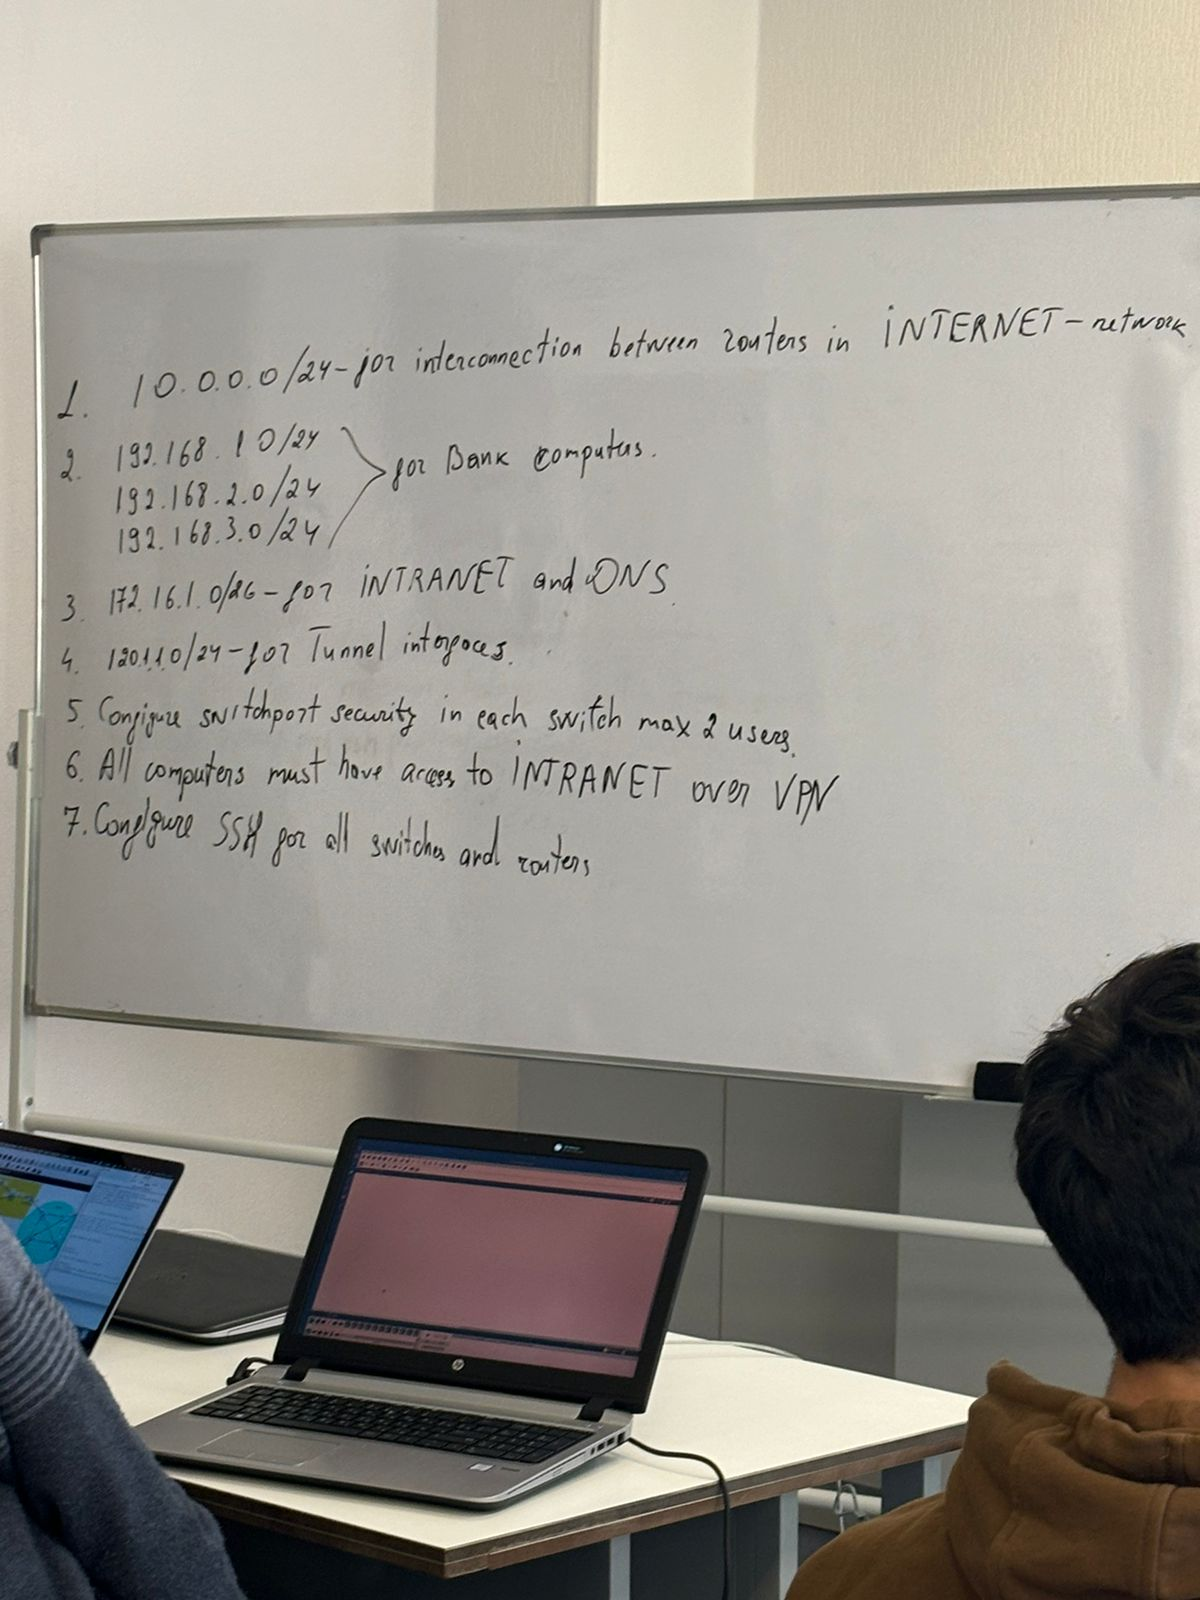 1. 10.0.0.0/24-for interconnection between routers in INTERNET-network
2. 192.168.1.0/24
192.168.2.0/24 for Bank computers.
192.168.3.0/24
3. 172.16.1.0/26-for INTRANET and DNS
4. 120.1.1.0/24-for Tunnel interfaces.
5. Configure switchport security in each switch max 2 users.
6. All computers must have access to INTRANET over VPN
7. Configure SSH for all switches and routers
hp